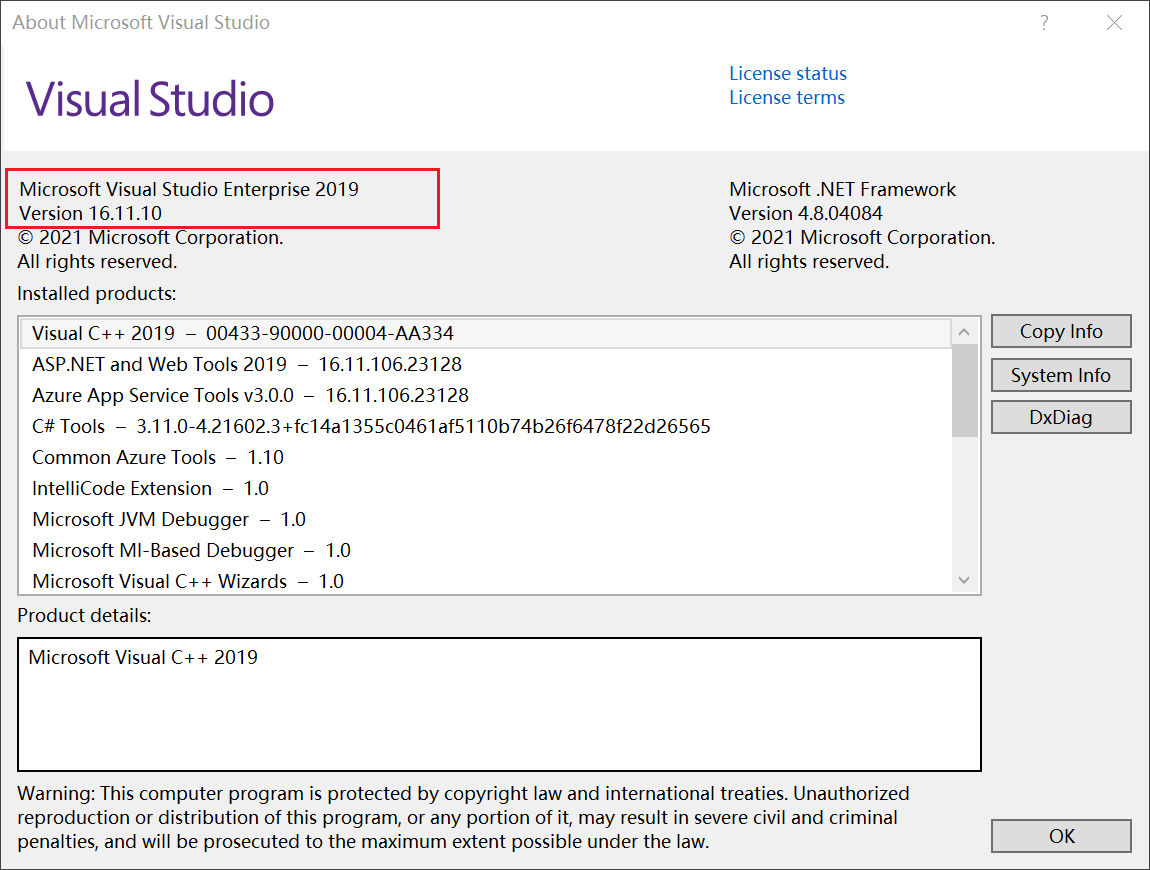 About Microsoft Visual Studio
?
Visual Studio
License status
License terms
Microsoft Visual Studio Enterprise 2019
Version 16.11.10
© 2021 Microsoft Corporation.
All rights reserved.
Microsoft .NET Framework
Version 4.8.04084
© 2021 Microsoft Corporation.
All rights reserved.
Installed products:
Visual C++ 2019 – 00433-90000-00004-AA334
ASP.NET and Web Tools 2019 – 16.11.106.23128
Azure App Service Tools v3.0.0 – 16.11.106.23128
C# Tools – 3.11.0-4.21602.3+fc14a1355c0461af5110b74b26f6478f22d26565
Common Azure Tools – 1.10
IntelliCode Extension – 1.0
Microsoft JVM Debugger – 1.0
Microsoft MI-Based Debugger – 1.0
Microsoft Visual C++ Wizards – 1.0
Copy Info
System Info
DxDiag
Product details:
Microsoft Visual C++ 2019
Warning: This computer program is protected by copyright law and international treaties. Unauthorized
reproduction or distribution of this program, or any portion of it, may result in severe civil and criminal
penalties, and will be prosecuted to the maximum extent possible under the law.
OK